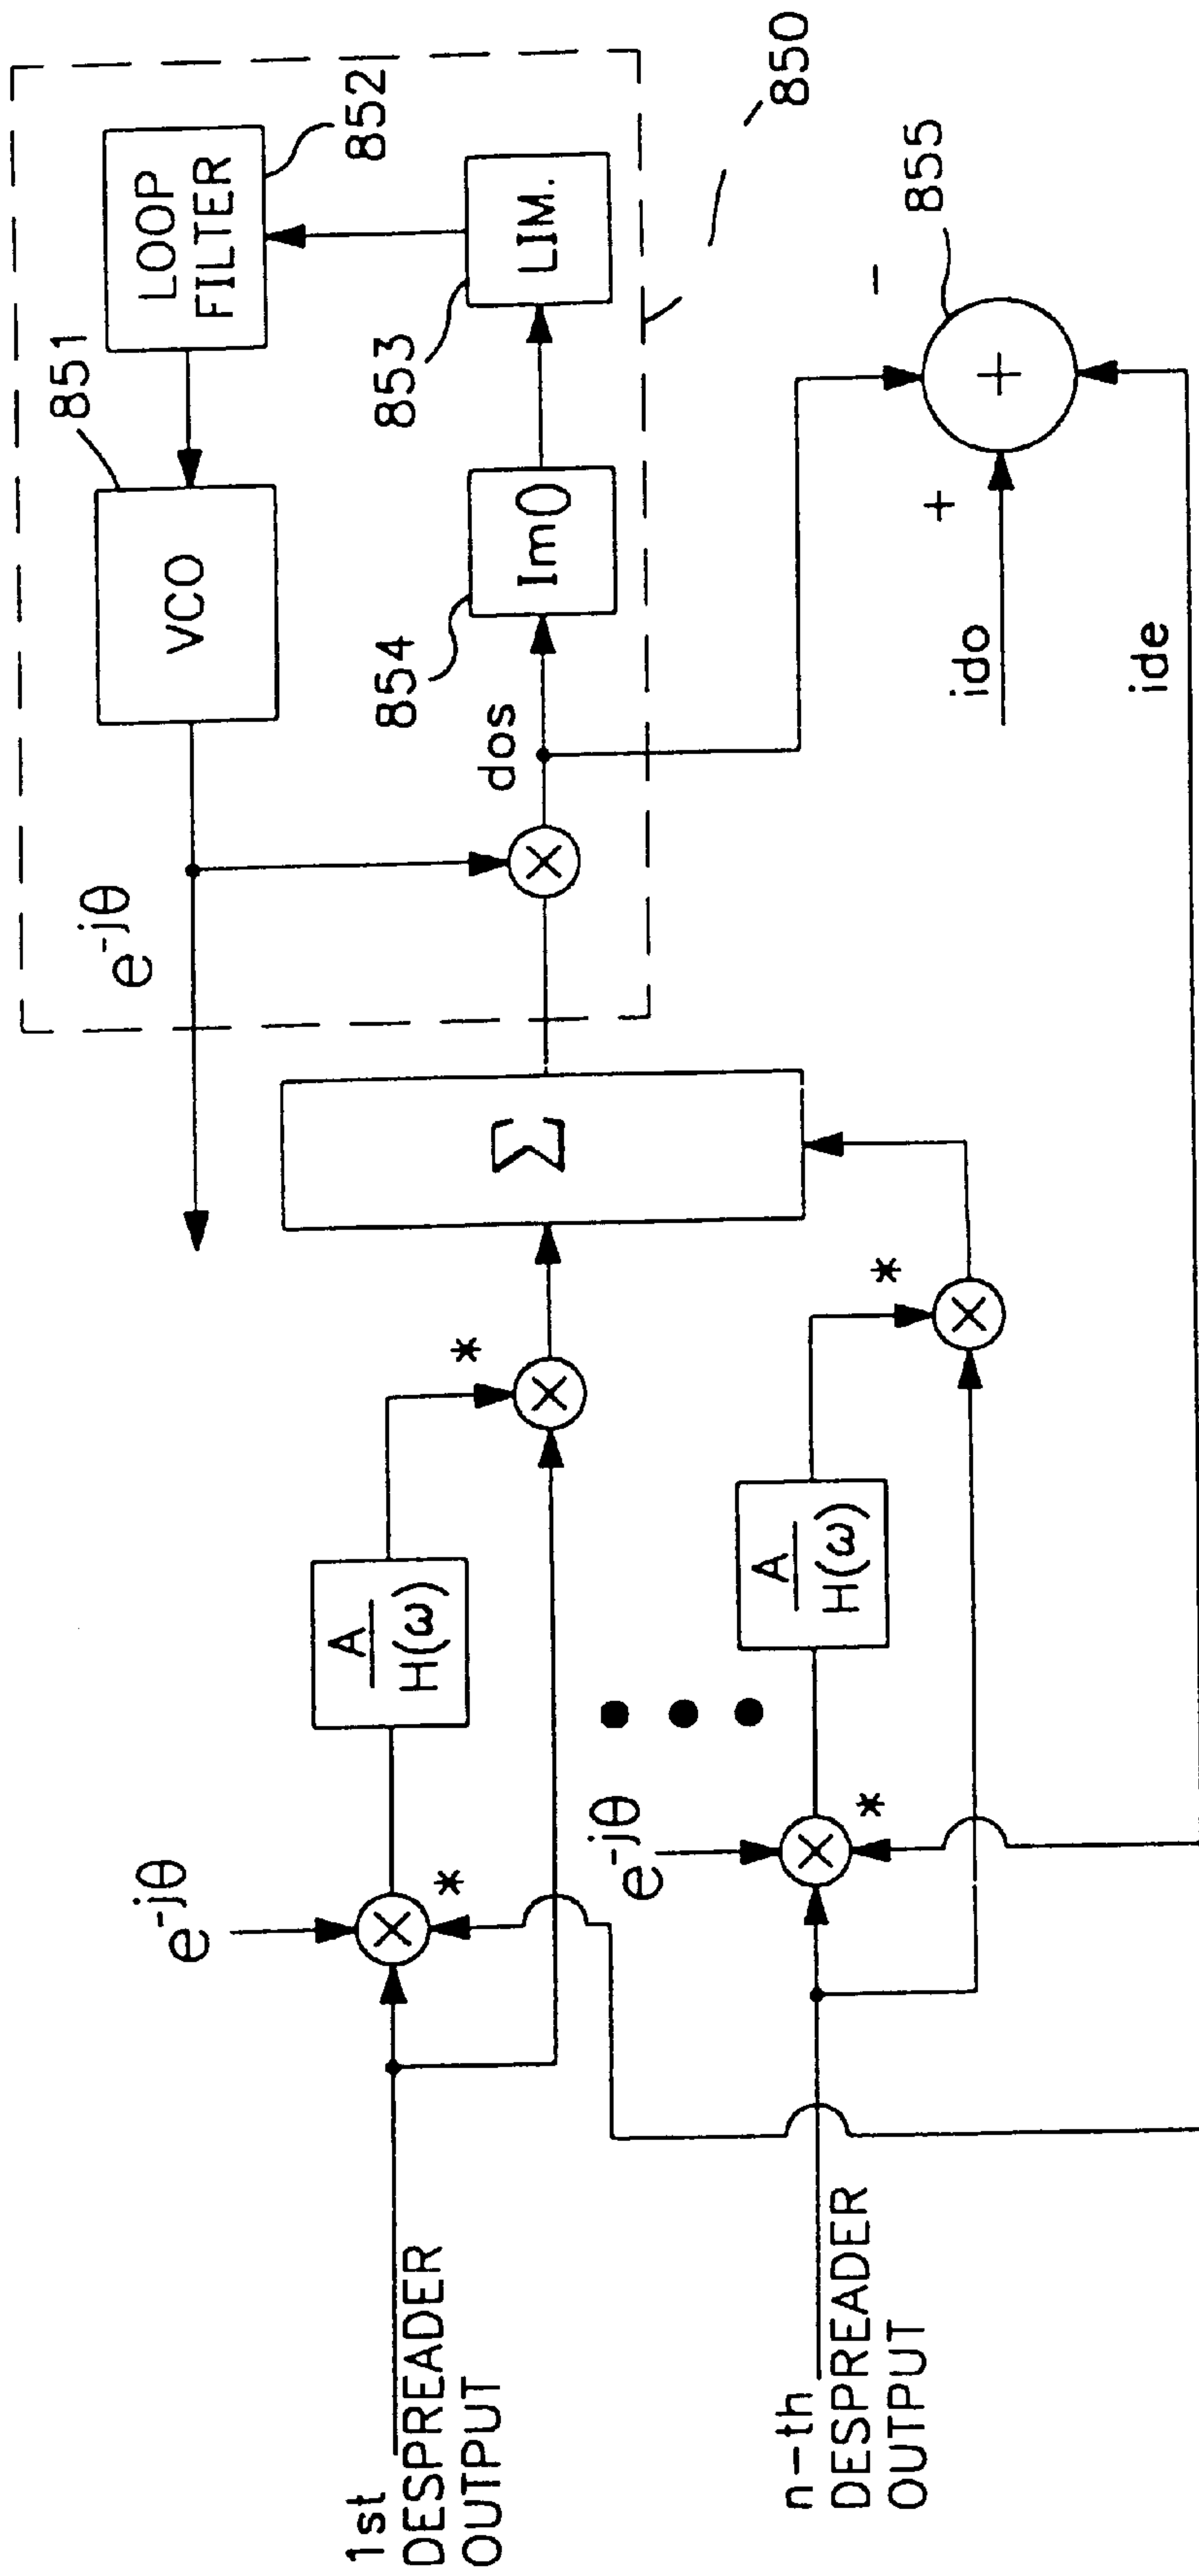 851
VCO
LOOP
FILTER
852
e^-jθ
dos
854
Im()
853
LIM.
850
Σ
e^-jθ
*
A
H(ω)
*
1st
DESPREADER
OUTPUT
e^-jθ
*
A
H(ω)
*
n-th
DESPREADER
OUTPUT
ido
+
+
-
855
ide